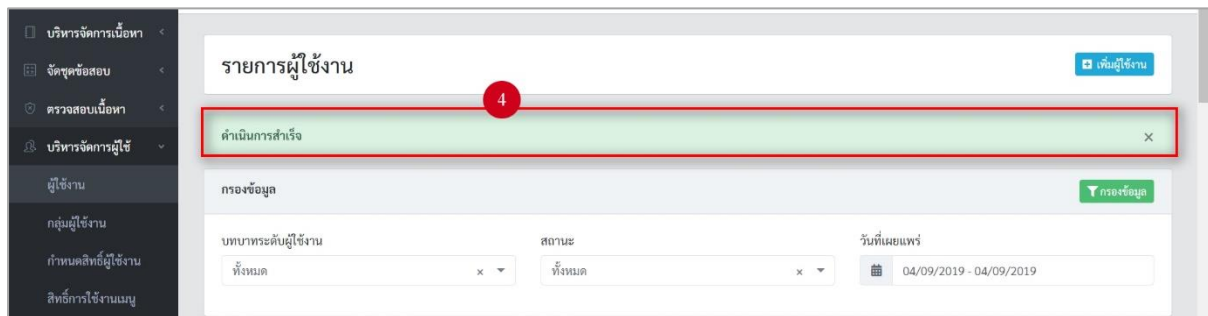 บริหารจัดการเนื้อหา
จัดชุดข้อสอบ
ตรวจสอบเนื้อหา
บริหารจัดการผู้ใช้
ผู้ใช้งาน
กลุ่มผู้ใช้งาน
กำหนดสิทธิ์ผู้ใช้งาน
สิทธิ์การใช้งานเมนู
รายการผู้ใช้งาน
เพิ่มผู้ใช้งาน
4
ดำเนินการสำเร็จ ×
กรองข้อมูล
กรองข้อมูล
บทบาทระดับผู้ใช้งาน สถานะ วันที่เผยแพร่
ทั้งหมด × ทั้งหมด × 04/09/2019 - 04/09/2019